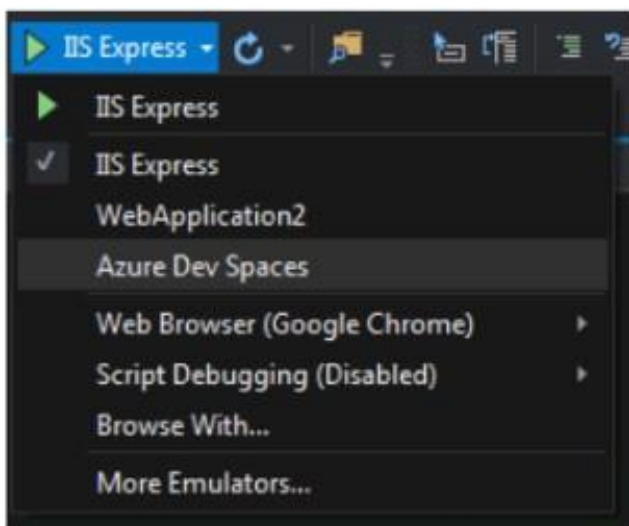 IIS Express
IIS Express
IIS Express
WebApplication2
Azure Dev Spaces
Web Browser (Google Chrome)
Script Debugging (Disabled)
Browse With...
More Emulators...